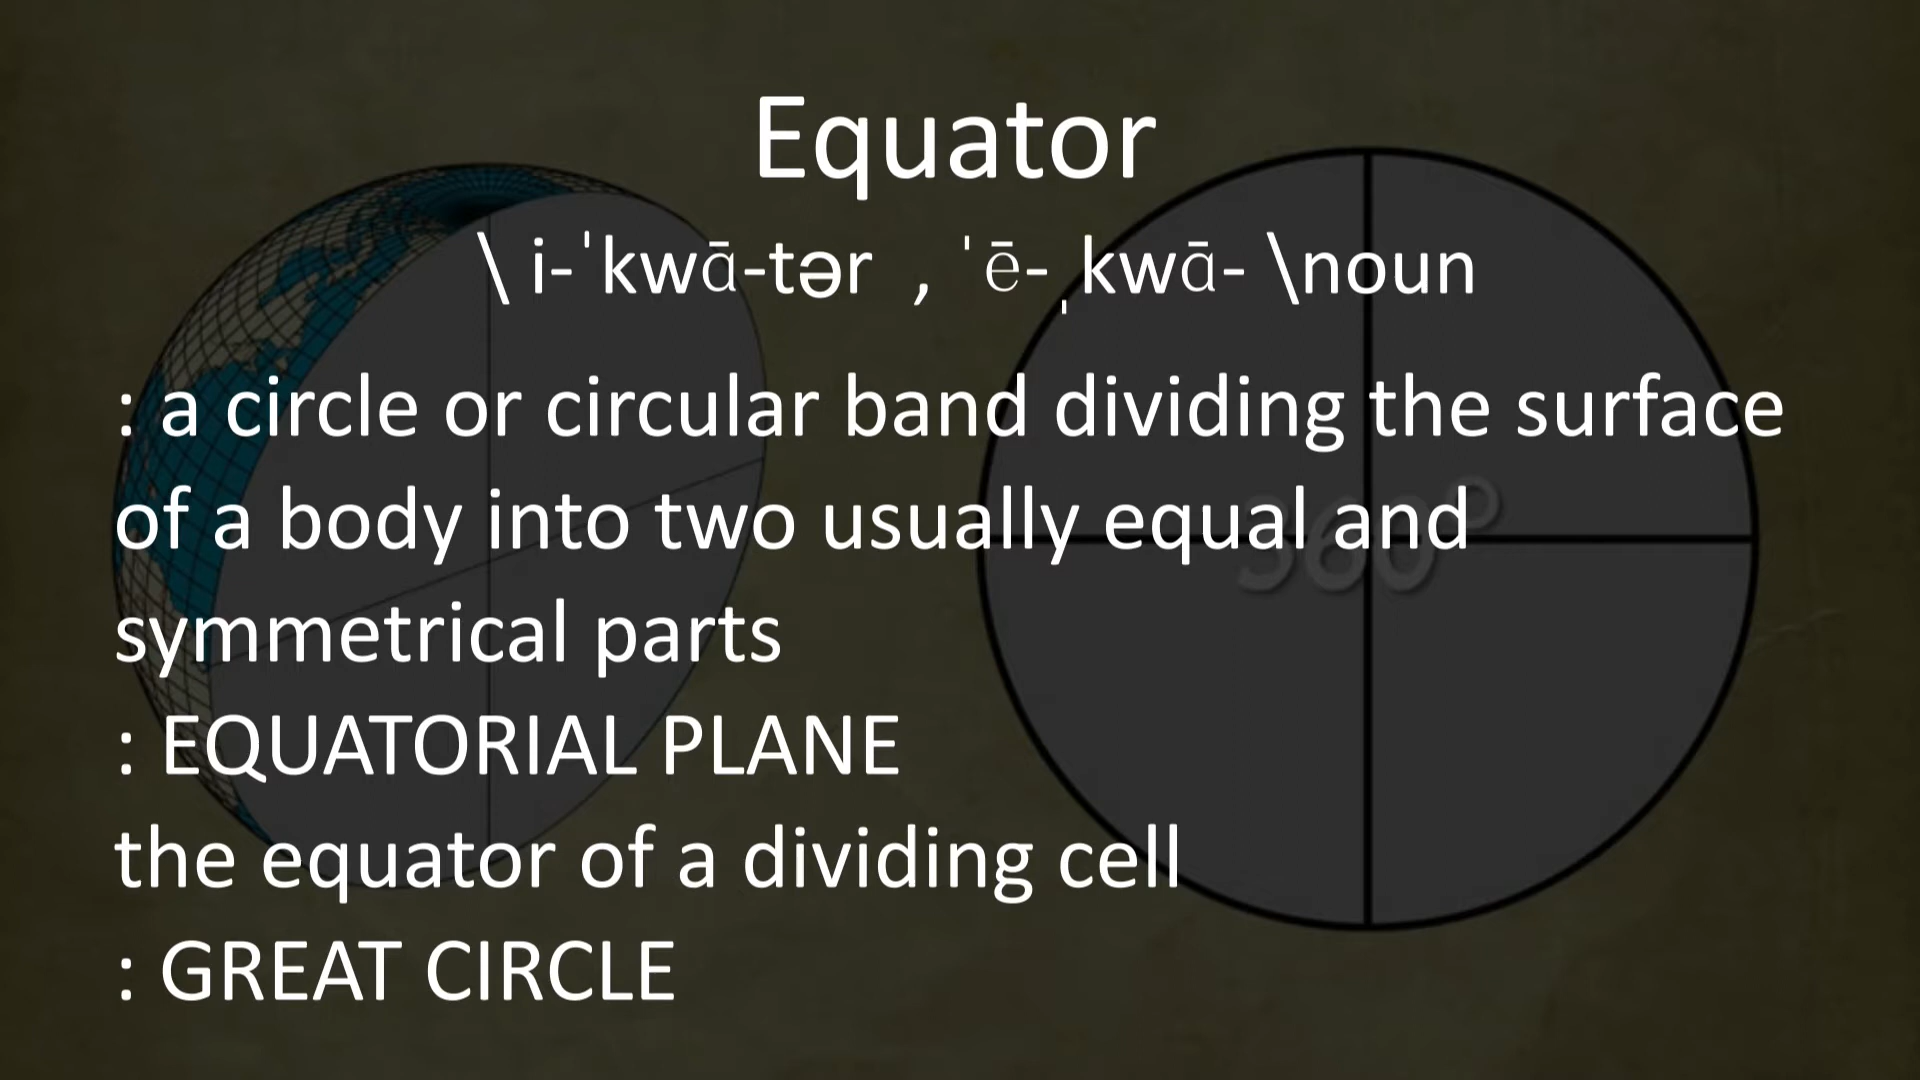 Equator
\ i-ˈkwā-tər , ˈē-ˌkwā- \noun
: a circle or circular band dividing the surface
of a body into two usually equal and
symmetrical parts
: EQUATORIAL PLANE
the equator of a dividing cell
: GREAT CIRCLE
360°